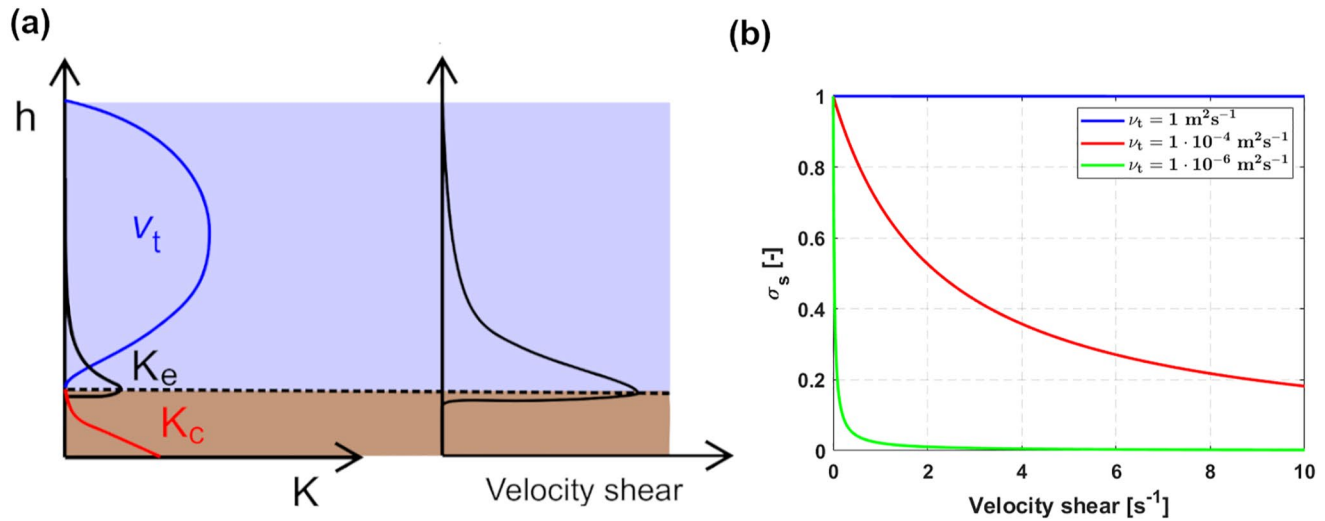 (a)
h
νt
Ke
Kc
K
Velocity shear
(b)
1
0.8
0.6
0.4
0.2
0
σs [-]
νt = 1 m²s⁻¹
νt = 1 · 10⁻⁴ m²s⁻¹
νt = 1 · 10⁻⁶ m²s⁻¹
0 2 4 6 8 10
Velocity shear [s⁻¹]